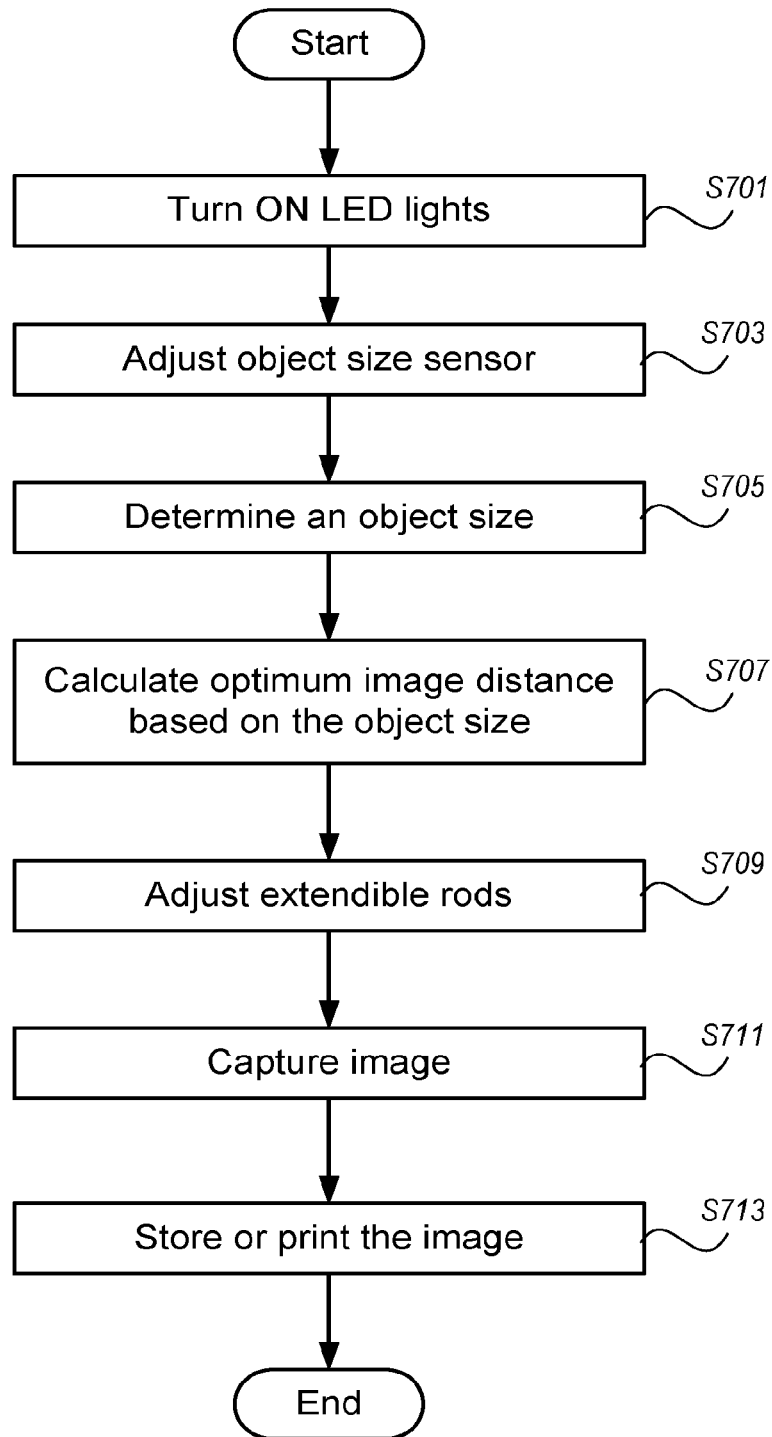 Start
S701
Turn ON LED lights
S703
Adjust object size sensor
S705
Determine an object size
S707
Calculate optimum image distance
based on the object size
S709
Adjust extendible rods
S711
Capture image
S713
Store or print the image
End